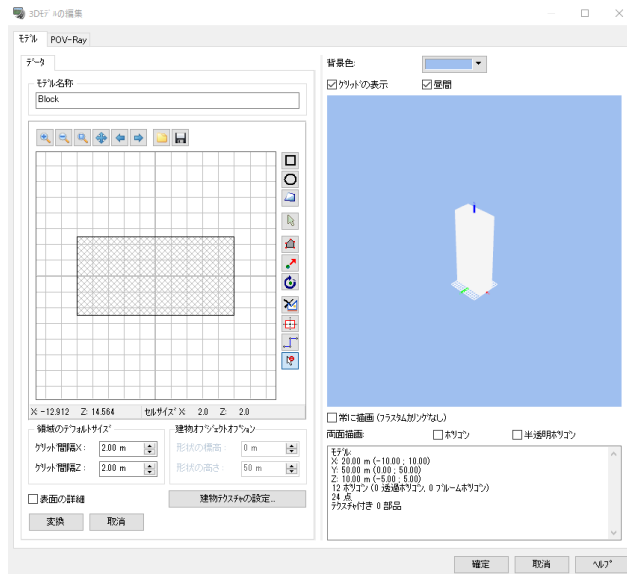 3Dﾓﾃﾞﾙの編集
ﾓﾃﾞﾙ
POV-Ray
ﾃﾞｰﾀ
ﾓﾃﾞﾙ名称
Block
X: -12.912 Z: 14.564 ｾﾙｻｲｽﾞ X: 2.0 Z: 2.0
領域のﾃﾞﾌｫﾙﾄｻｲｽﾞ
ｸﾞﾘｯﾄﾞ間隔X: 2.00 m
ｸﾞﾘｯﾄﾞ間隔Z: 2.00 m
建物ｵﾌﾞｼﾞｪｸﾄｵﾌﾟｼｮﾝ
形状の標高: 0 m
形状の高さ: 50 m
表面の詳細
建物ﾃｸｽﾁｬの設定...
変換
取消
背景色:
ｸﾞﾘｯﾄﾞの表示
昼間
常に描画 (ﾌﾗｽﾀﾑｶﾘﾝｸﾞなし)
両面描画:
ﾎﾟﾘｺﾞﾝ
半透明ﾎﾟﾘｺﾞﾝ
ﾓﾃﾞﾙ:
X: 20.00 m (-10.00 ; 10.00)
Y: 50.00 m (0.00 ; 50.00)
Z: 10.00 m (-5.00 ; 5.00)
12 ﾎﾟﾘｺﾞﾝ (0 透過ﾎﾟﾘｺﾞﾝ, 0 ﾌﾞﾙｰﾑﾎﾟﾘｺﾞﾝ)
24 点
ﾃｸｽﾁｬ付き 0 部品
確定
取消
ﾍﾙﾌﾟ